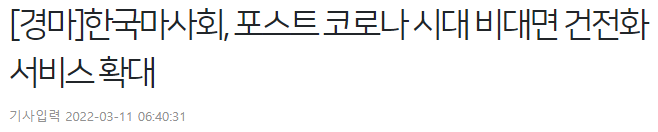 [경마]한국마사회, 포스트 코로나 시대 비대면 건전화
서비스 확대
기사입력 2022-03-11 06:40:31